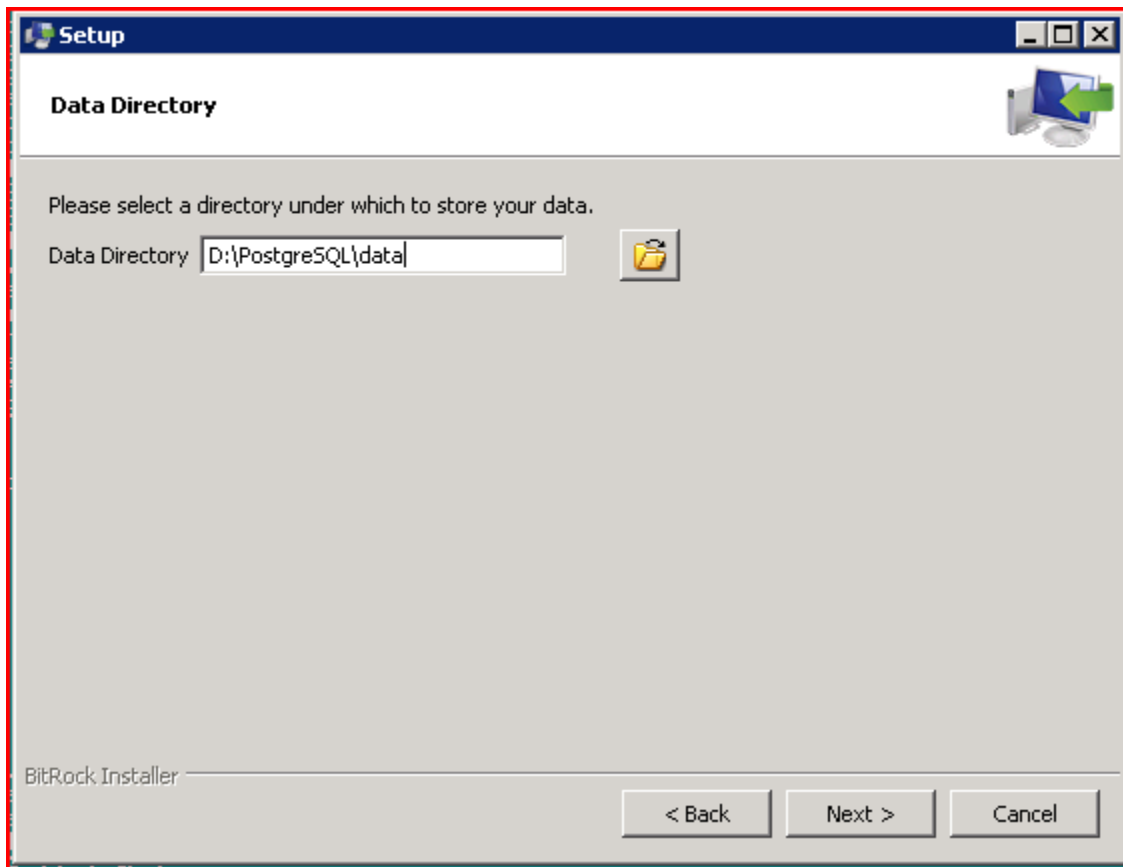 Setup
Data Directory
Please select a directory under which to store your data.
Data Directory D:\PostgreSQL\data
BitRock Installer
< Back Next > Cancel